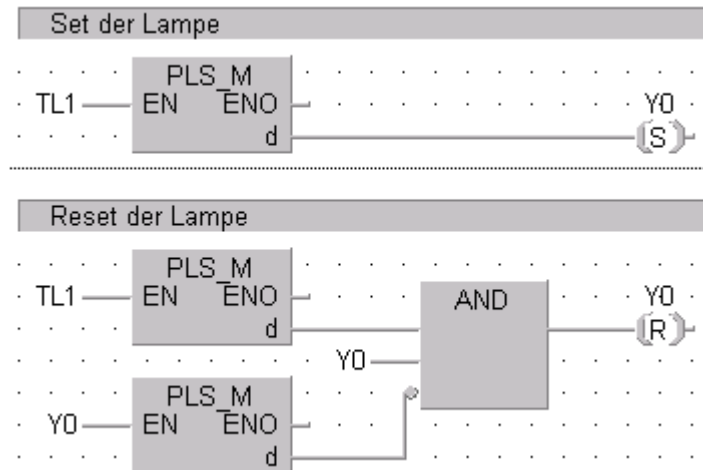 Set der Lampe
PLS_M
TL1 EN ENO Y0
d (S)
Reset der Lampe
PLS_M
TL1 EN ENO AND Y0
d (R)
Y0
PLS_M
Y0 EN ENO
d